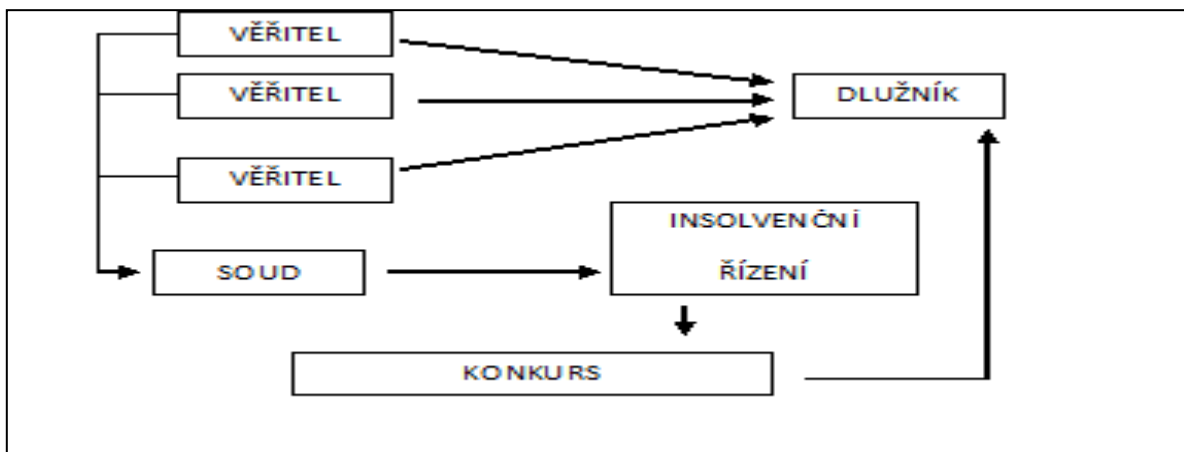 VĚŘITEL
VĚŘITEL
DLUŽNÍK
VĚŘITEL
INSOLVENČNÍ
ŘÍZENÍ
SOUD
KONKURS